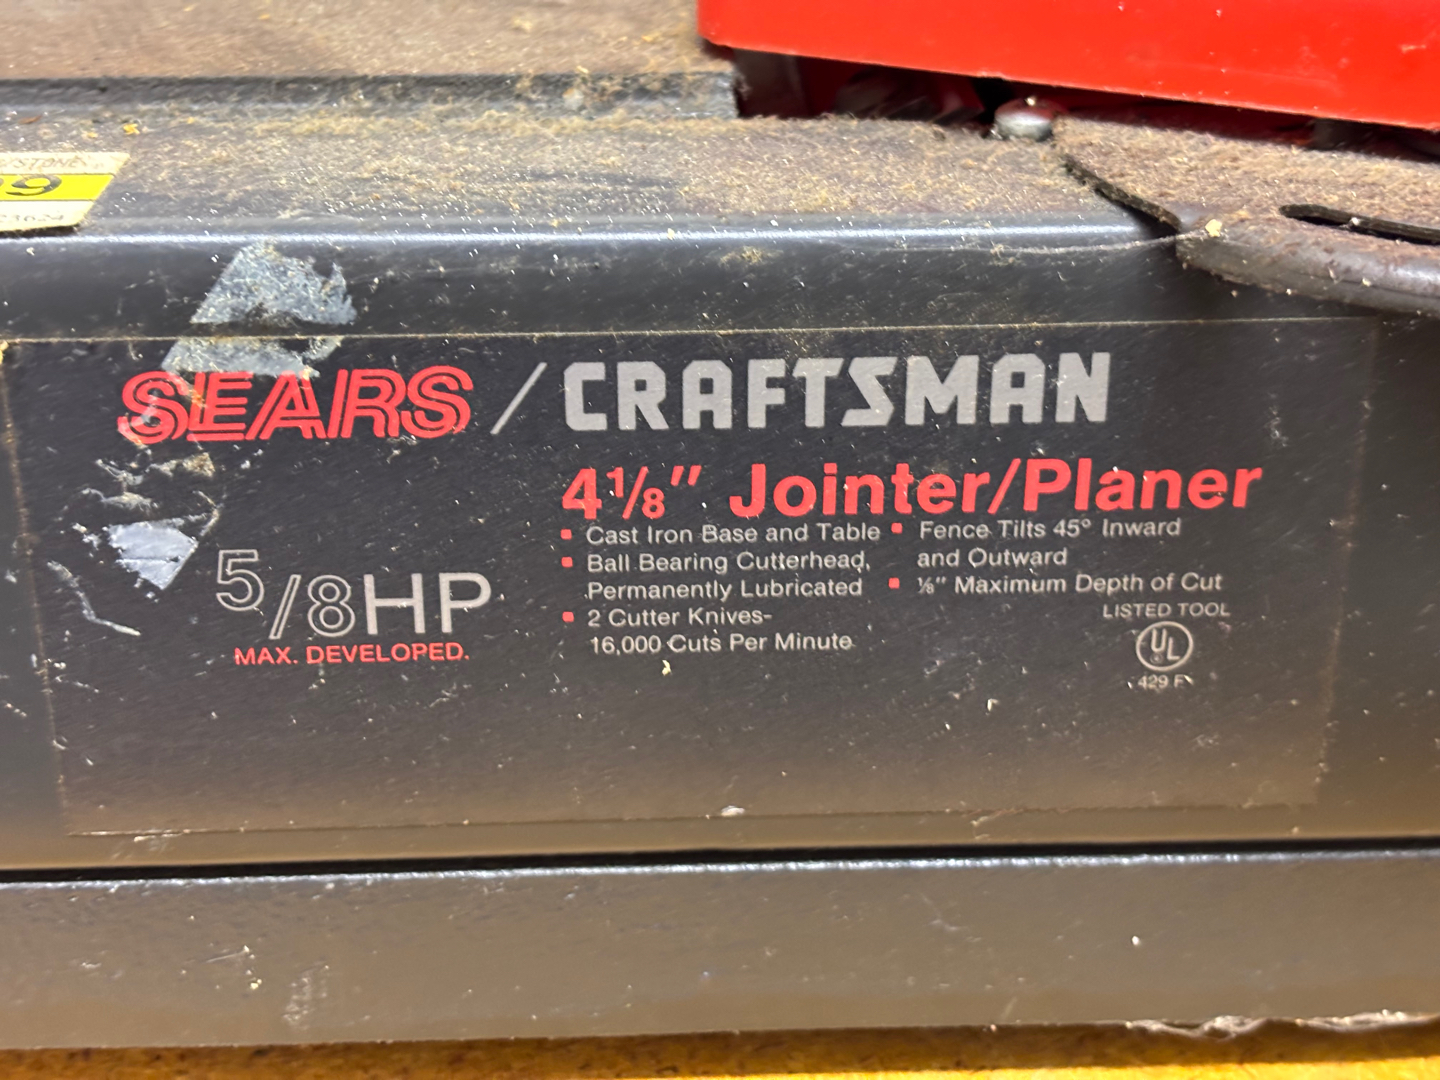 SEARS / CRAFTSMAN
4 1/8" Jointer/Planer
▪ Cast Iron Base and Table
▪ Ball Bearing Cutterhead,
Permanently Lubricated
▪ 2 Cutter Knives-
16,000 Cuts Per Minute
▪ Fence Tilts 45° Inward
and Outward
▪ 1/8" Maximum Depth of Cut
LISTED TOOL
UL
429 F
5/8 HP
MAX. DEVELOPED.